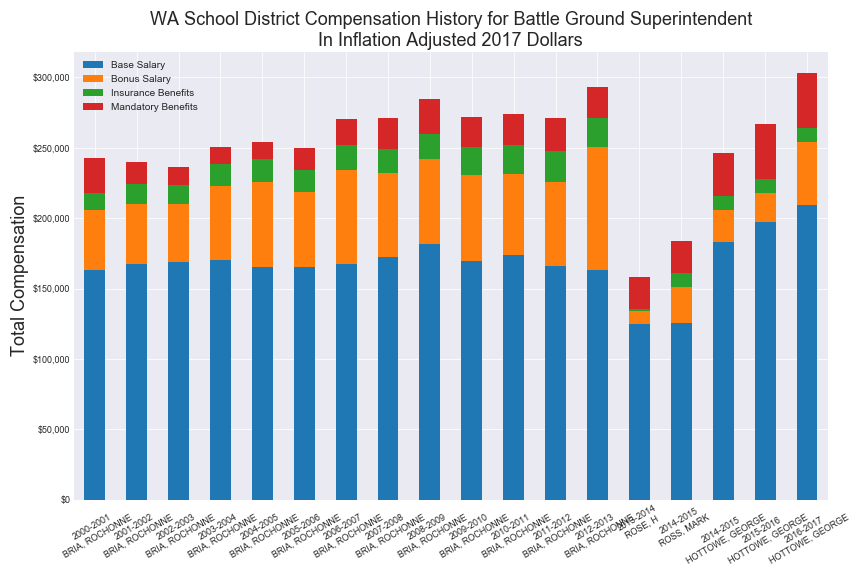 WA School District Compensation History for Battle Ground Superintendent
In Inflation Adjusted 2017 Dollars
Base Salary
Bonus Salary
Insurance Benefits
Mandatory Benefits
Total Compensation
$300,000
$250,000
$200,000
$150,000
$100,000
$50,000
$0
2000-2001
BRIA, ROCHONNE
2001-2002
BRIA, ROCHONNE
2002-2003
BRIA, ROCHONNE
2003-2004
BRIA, ROCHONNE
2004-2005
BRIA, ROCHONNE
2005-2006
BRIA, ROCHONNE
2006-2007
BRIA, ROCHONNE
2007-2008
BRIA, ROCHONNE
2008-2009
BRIA, ROCHONNE
2009-2010
BRIA, ROCHONNE
2010-2011
BRIA, ROCHONNE
2011-2012
BRIA, ROCHONNE
2012-2013
BRIA, ROCHONNE
2013-2014
ROSE, H
2014-2015
ROSS, MARK
2014-2015
HOTTOWE, GEORGE
2015-2016
HOTTOWE, GEORGE
2016-2017
HOTTOWE, GEORGE